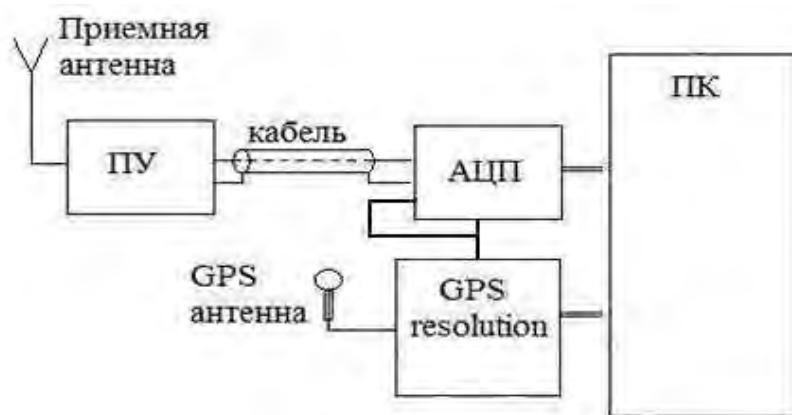 Приемная
антенна
ПК
ПУ
кабель
АЦП
GPS
антенна
GPS
resolution